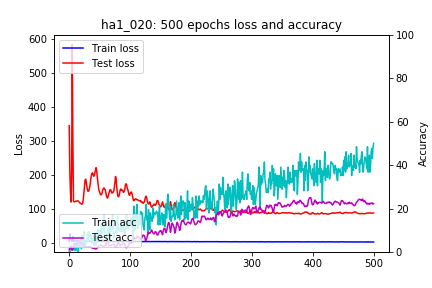 ha1_020: 500 epochs loss and accuracy
Train loss
Test loss
Train acc
Test acc
Loss
600
500
400
300
200
100
0
Accuracy
100
80
60
40
20
0
0
100
200
300
400
500